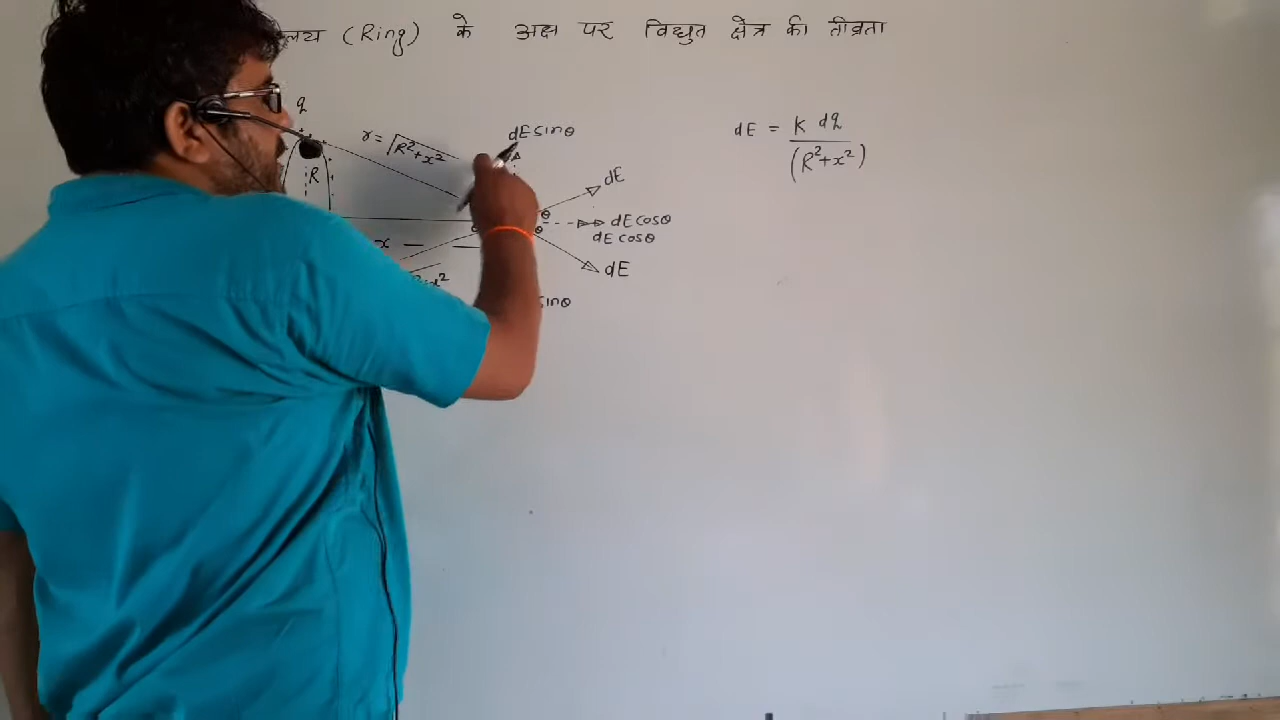 लय (Ring) के अक्ष पर विद्युत क्षेत्र की तीव्रता
q
r = √R²+x²
R
x
dE sinθ
dE
θ
dE cosθ
θ
dE cosθ
dE
sinθ
dE = K dq / (R²+x²)